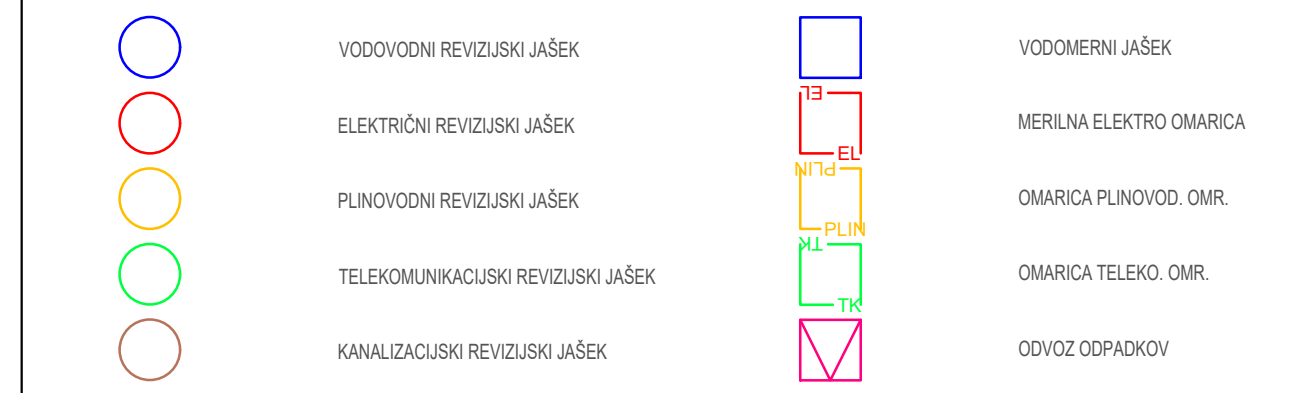 VODOVODNI REVIZIJSKI JAŠEK
VODOMERNI JAŠEK
ELEKTRIČNI REVIZIJSKI JAŠEK
EL
EL
MERILNA ELEKTRO OMARICA
PLINOVODNI REVIZIJSKI JAŠEK
PLIN
PLIN
OMARICA PLINOVOD. OMR.
TELEKOMUNIKACIJSKI REVIZIJSKI JAŠEK
TK
TK
OMARICA TELEKO. OMR.
KANALIZACIJSKI REVIZIJSKI JAŠEK
ODVOZ ODPADKOV